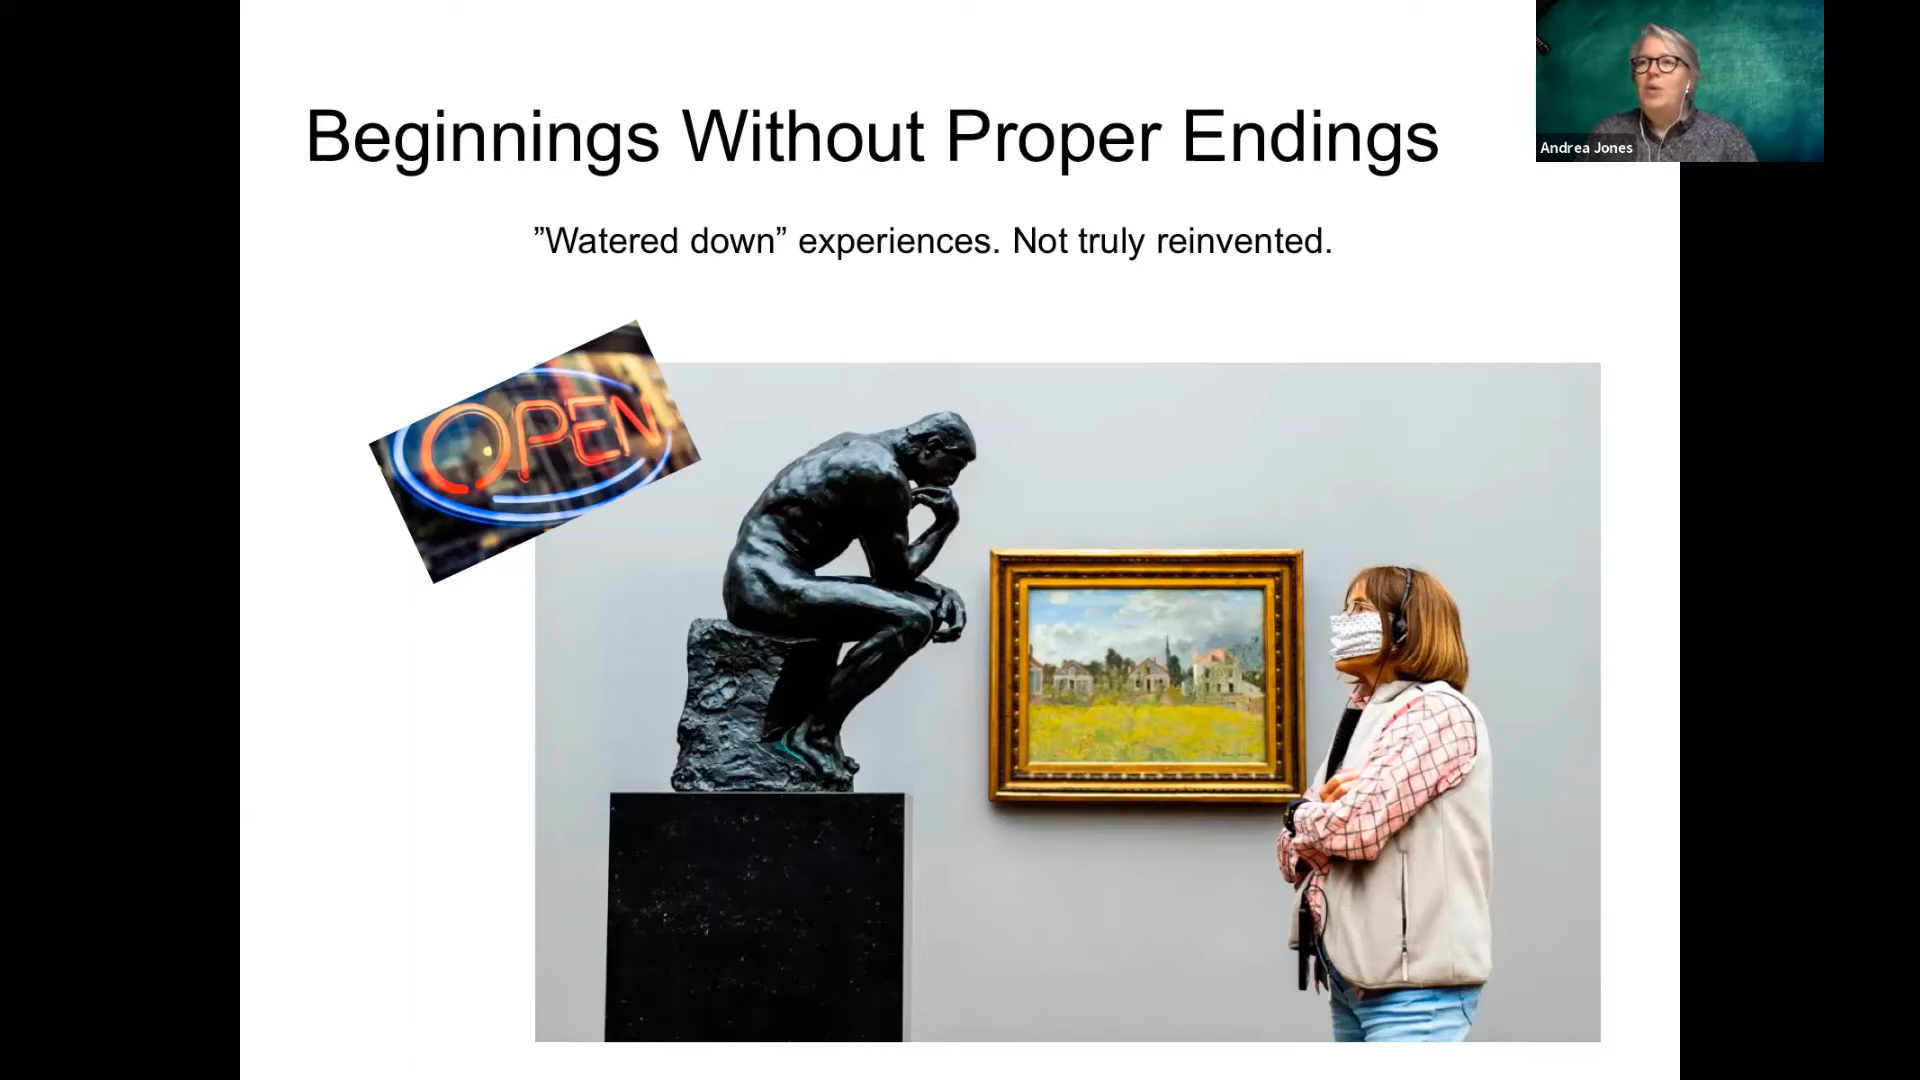 Beginnings Without Proper Endings
Andrea Jones
”Watered down” experiences. Not truly reinvented.
OPEN